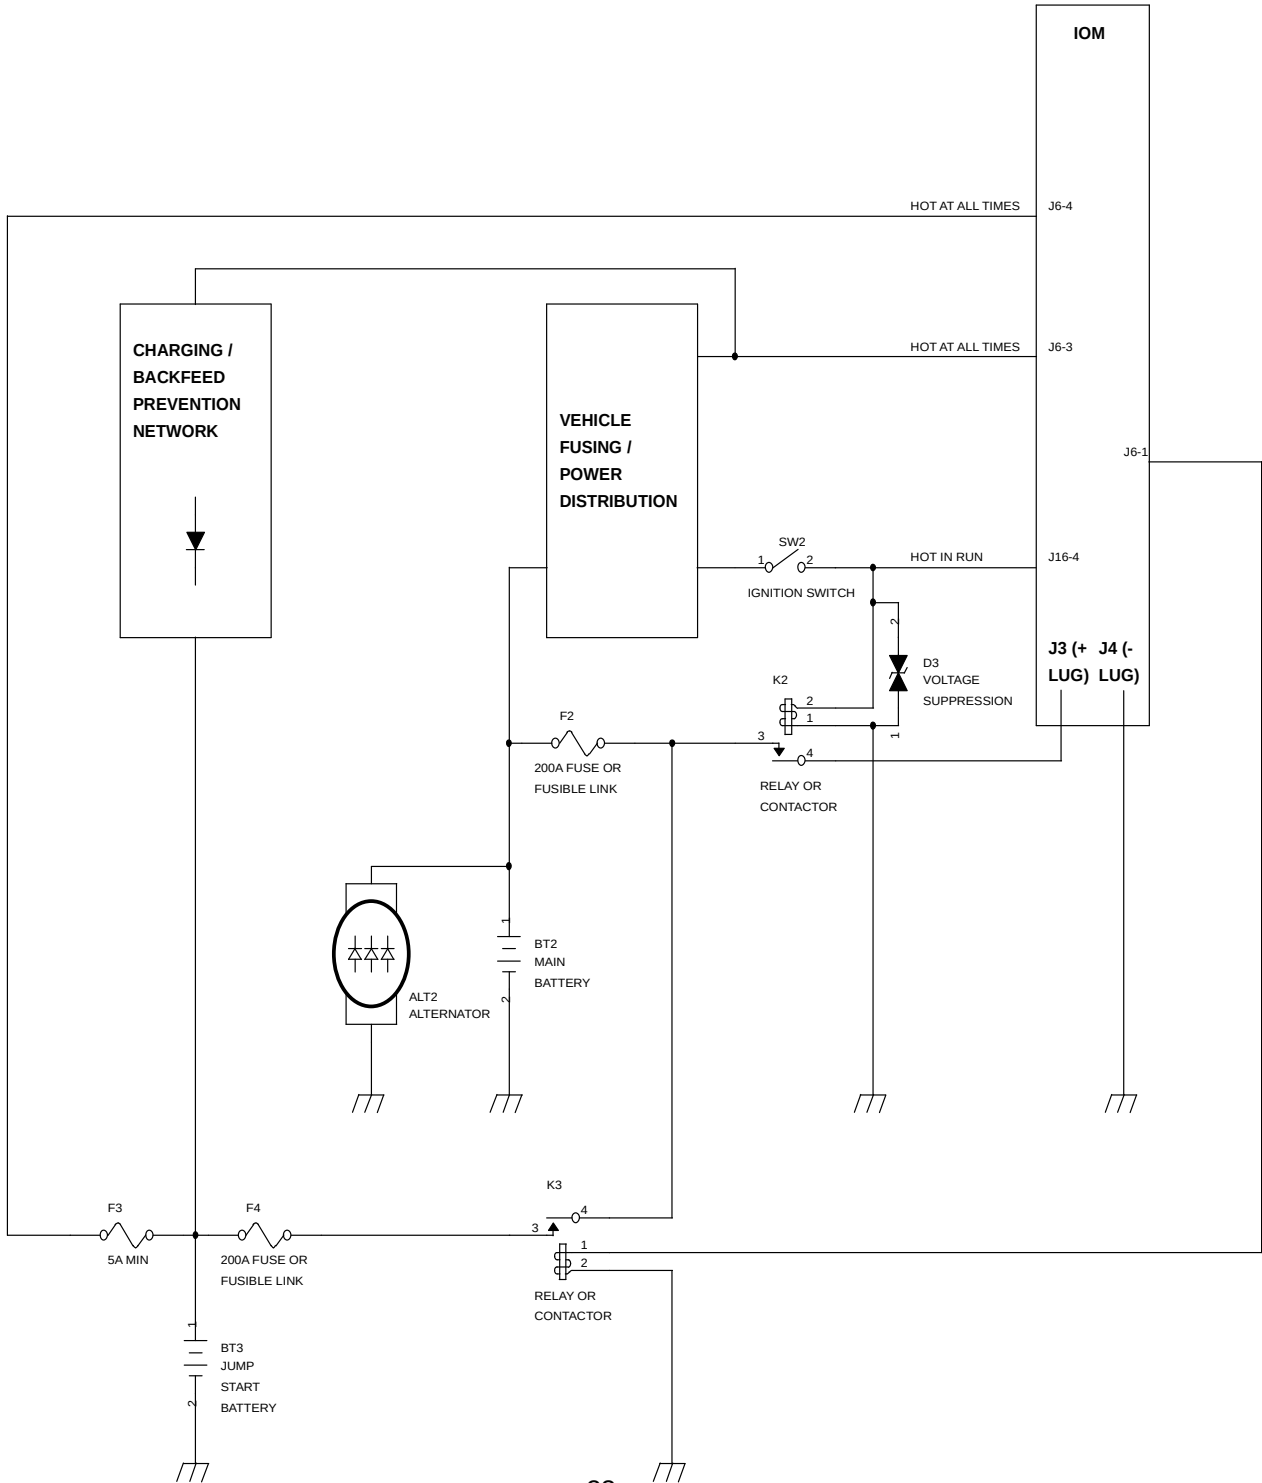 IOM
HOT AT ALL TIMES
J6-4
HOT AT ALL TIMES
J6-3
CHARGING /
BACKFEED
PREVENTION
NETWORK
VEHICLE
FUSING /
POWER
DISTRIBUTION
J6-1
SW2
1
2
IGNITION SWITCH
HOT IN RUN
J16-4
2
J3 (+
LUG)
J4 (-
LUG)
D3
VOLTAGE
SUPPRESSION
K2
2
1
1
3
4
RELAY OR
CONTACTOR
F2
200A FUSE OR
FUSIBLE LINK
1
BT2
MAIN
BATTERY
2
ALT2
ALTERNATOR
K3
4
3
1
2
RELAY OR
CONTACTOR
F3
5A MIN
F4
200A FUSE OR
FUSIBLE LINK
1
BT3
JUMP
START
BATTERY
2